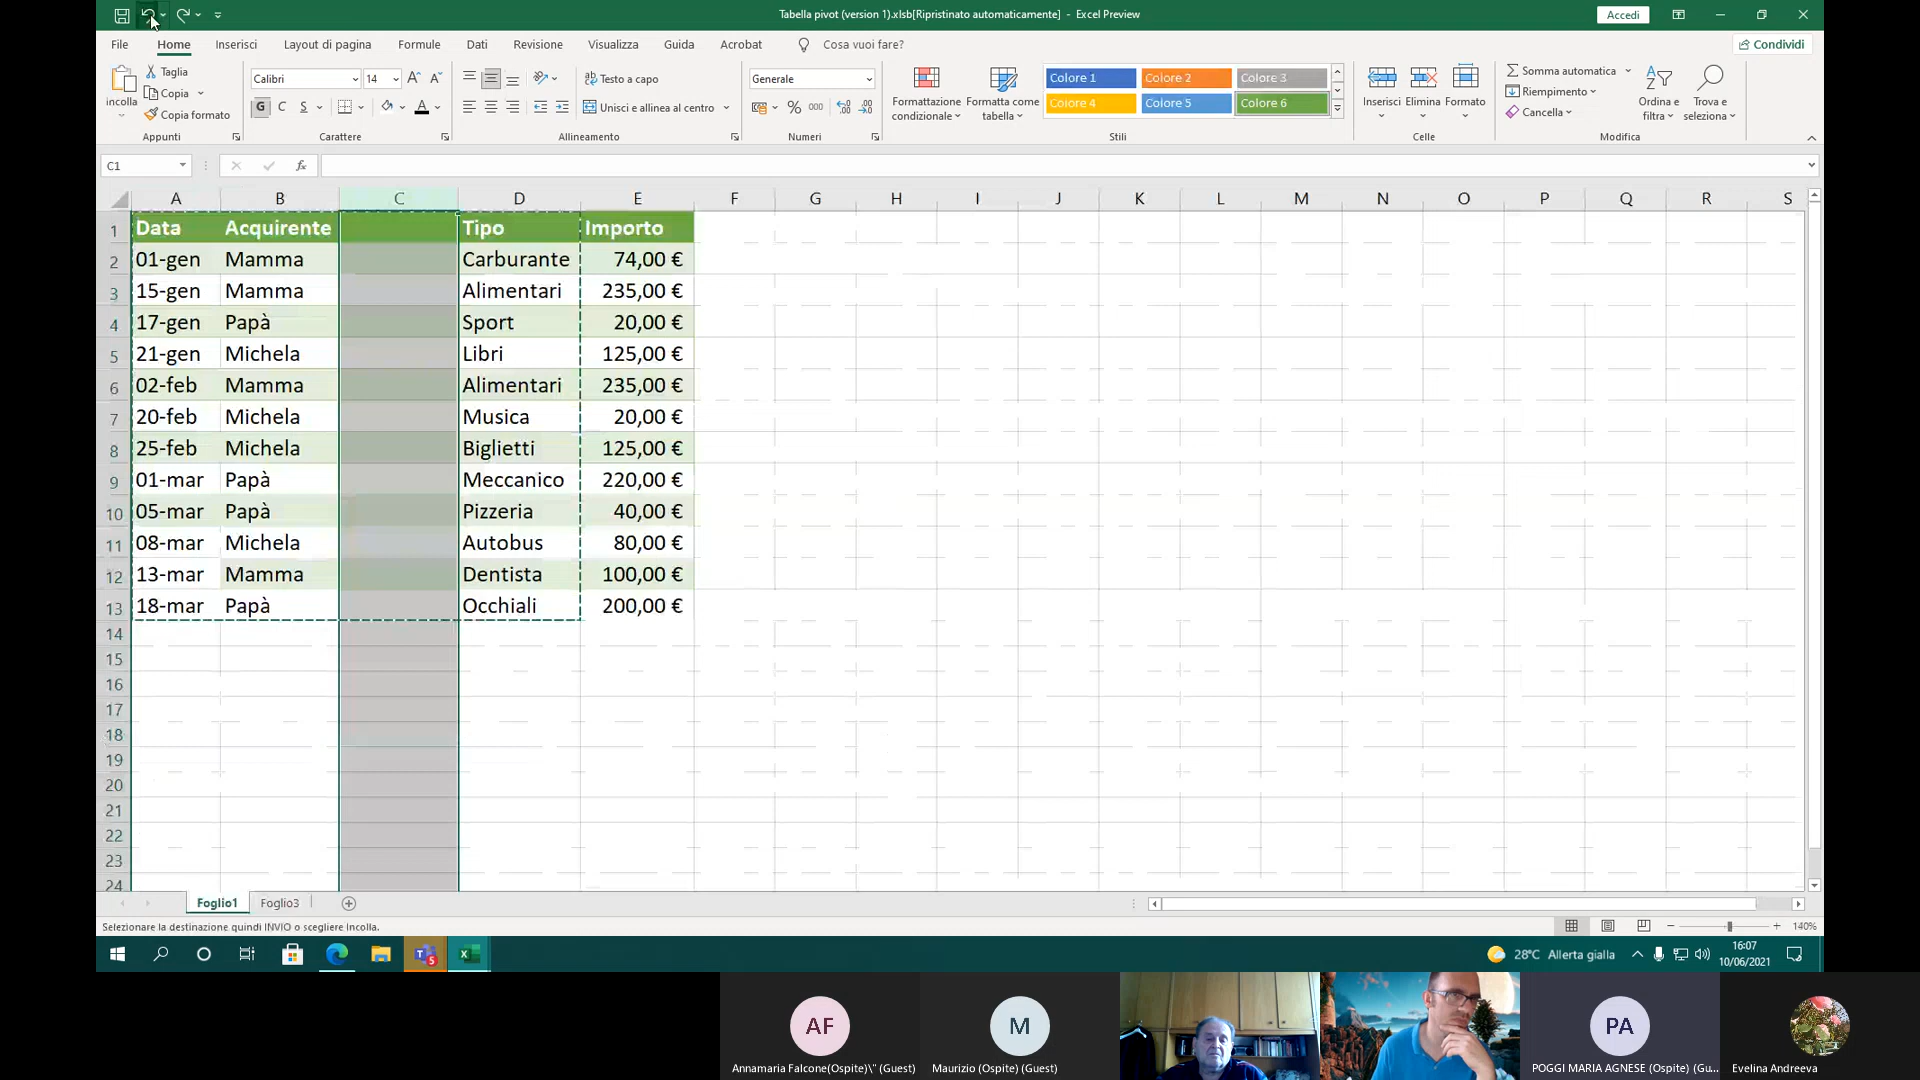 Tabella pivot (version 1).xlsb[Ripristinato automaticamente] - Excel Preview
Accedi
File Home Inserisci Layout di pagina Formule Dati Revisione Visualizza Guida Acrobat Cosa vuoi fare? Condividi
incolla
Taglia
Copia
Copia formato
Appunti
Calibri 14
G C S A
Carattere
Testo a capo
Unisci e allinea al centro
Allineamento
Generale
% 000
Numeri
Formattazione condizionale
Formatta come tabella
Colore 1 Colore 2 Colore 3
Colore 4 Colore 5 Colore 6
Stili
Inserisci Elimina Formato
Celle
Somma automatica
Riempimento
Cancella
Ordina e filtra
Trova e seleziona
Modifica
C1 fx
A B C D E F G H I J K L M N O P Q R S
1 Data Acquirente Tipo Importo
2 01-gen Mamma Carburante 74,00 €
3 15-gen Mamma Alimentari 235,00 €
4 17-gen Papà Sport 20,00 €
5 21-gen Michela Libri 125,00 €
6 02-feb Mamma Alimentari 235,00 €
7 20-feb Michela Musica 20,00 €
8 25-feb Michela Biglietti 125,00 €
9 01-mar Papà Meccanico 220,00 €
10 05-mar Papà Pizzeria 40,00 €
11 08-mar Michela Autobus 80,00 €
12 13-mar Mamma Dentista 100,00 €
13 18-mar Papà Occhiali 200,00 €
14
15
16
17
18
19
20
21
22
23
24
Foglio1 Foglio3
Selezionare la destinazione quindi INVIO o scegliere Incolla.
140%
5
28°C Allerta gialla
16:07
10/06/2021
AF
Annamaria Falcone(Ospite)\" (Guest)
M
Maurizio (Ospite) (Guest)
PA
POGGI MARIA AGNESE (Ospite) (Gu...
Evelina Andreeva